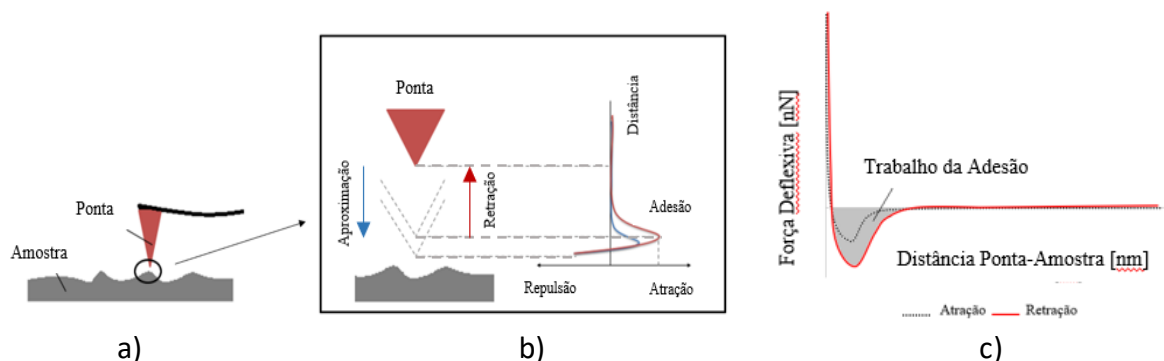 Ponta
Amostra
a)
Ponta
Aproximação
Retração
Distância
Adesão
Repulsão
Atração
b)
Força Deflexiva [nN]
Trabalho da Adesão
Distância Ponta-Amostra [nm]
Atração
Retração
c)